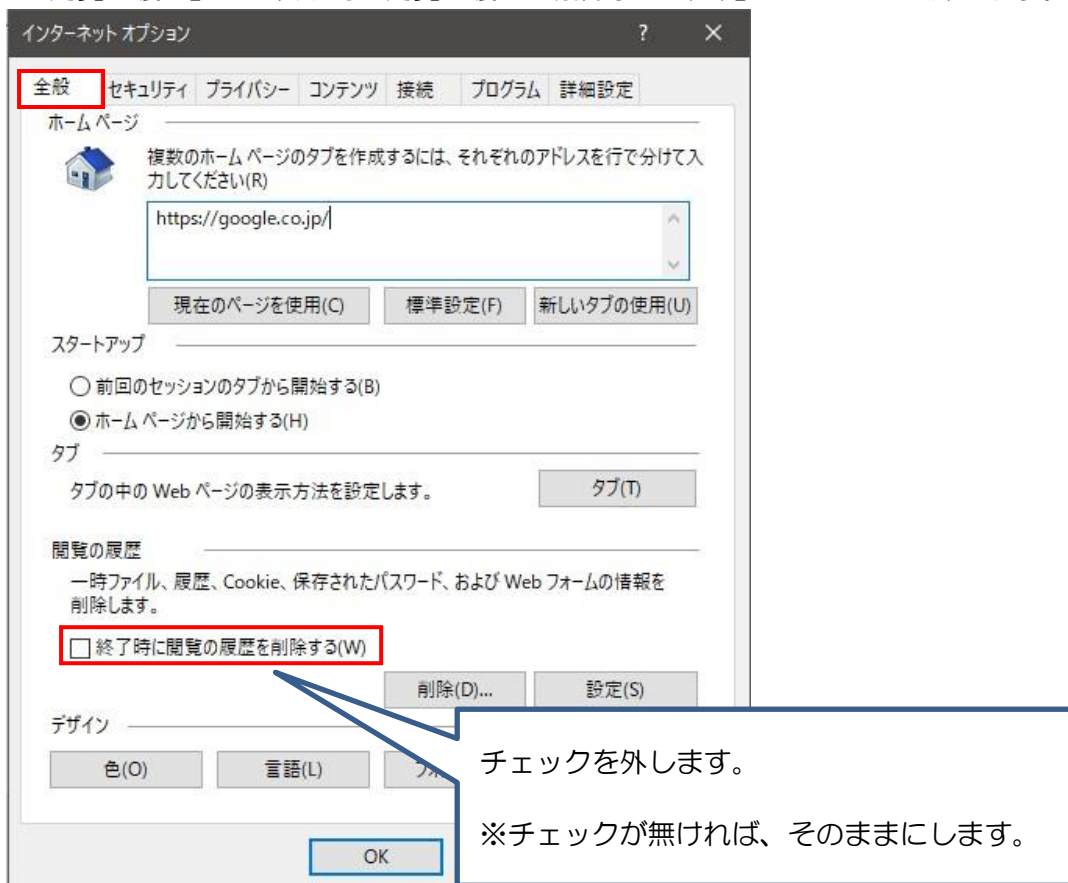 インターネット オプション ? ×
全般 セキュリティ プライバシー コンテンツ 接続 プログラム 詳細設定
ホーム ページ
複数のホーム ページのタブを作成するには、それぞれのアドレスを行で分けて入
力してください(R)
https://google.co.jp/
現在のページを使用(C) 標準設定(F) 新しいタブの使用(U)
スタートアップ
前回のセッションのタブから開始する(B)
ホーム ページから開始する(H)
タブ
タブの中の Web ページの表示方法を設定します。 タブ(T)
閲覧の履歴
一時ファイル、履歴、Cookie、保存されたパスワード、および Web フォームの情報を
削除します。
終了時に閲覧の履歴を削除する(W)
削除(D)... 設定(S)
デザイン
色(O) 言語(L)
チェックを外します。
※チェックが無ければ、そのままにします。
OK